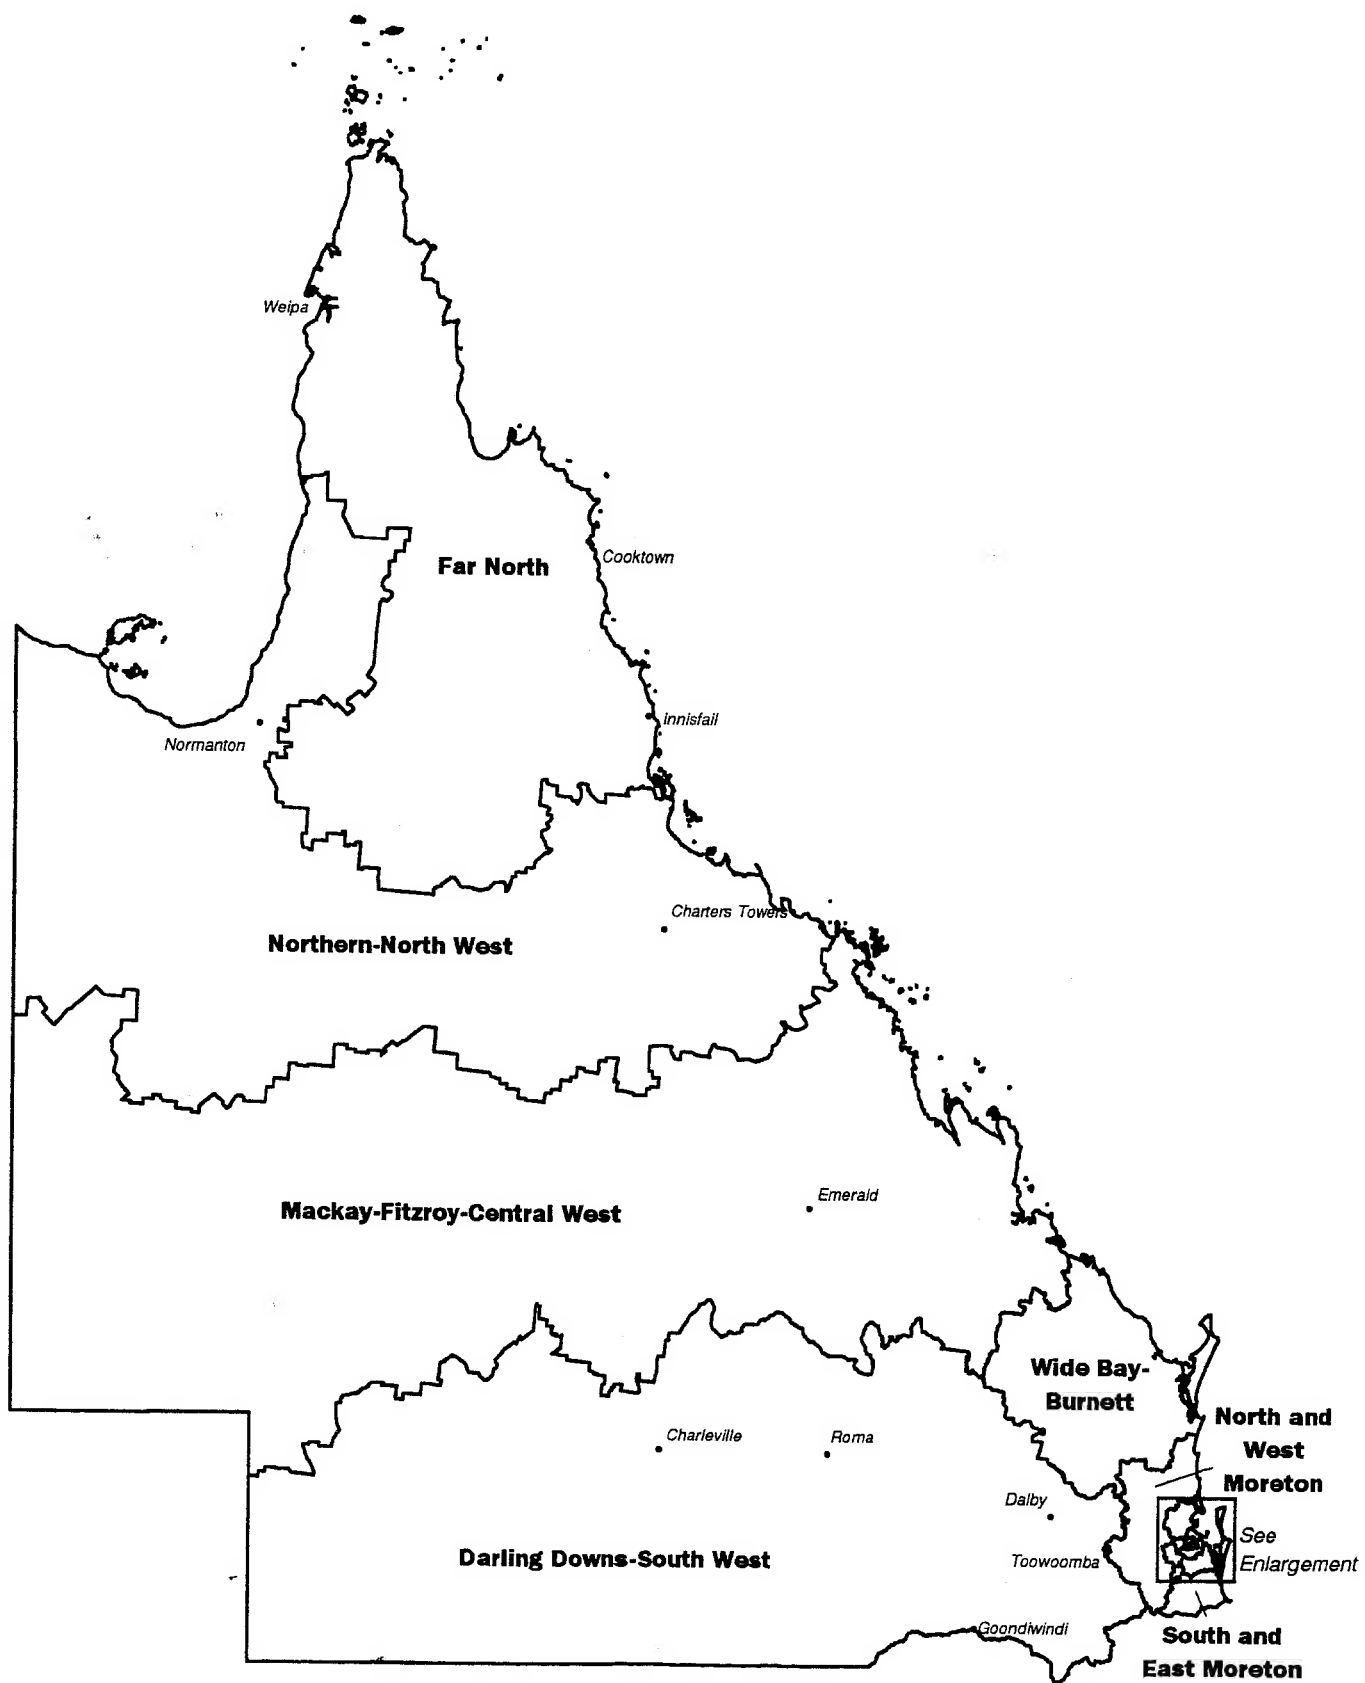 Weipa
Cooktown
Far North
Innisfail
Normanton
Charters Towers
Northern-North West
Emerald
Mackay-Fitzroy-Central West
Wide Bay-
Burnett
North and
West
Moreton
Charleville
Roma
Dalby
See
Enlargement
Darling Downs-South West
Toowoomba
Goondiwindi
South and
East Moreton